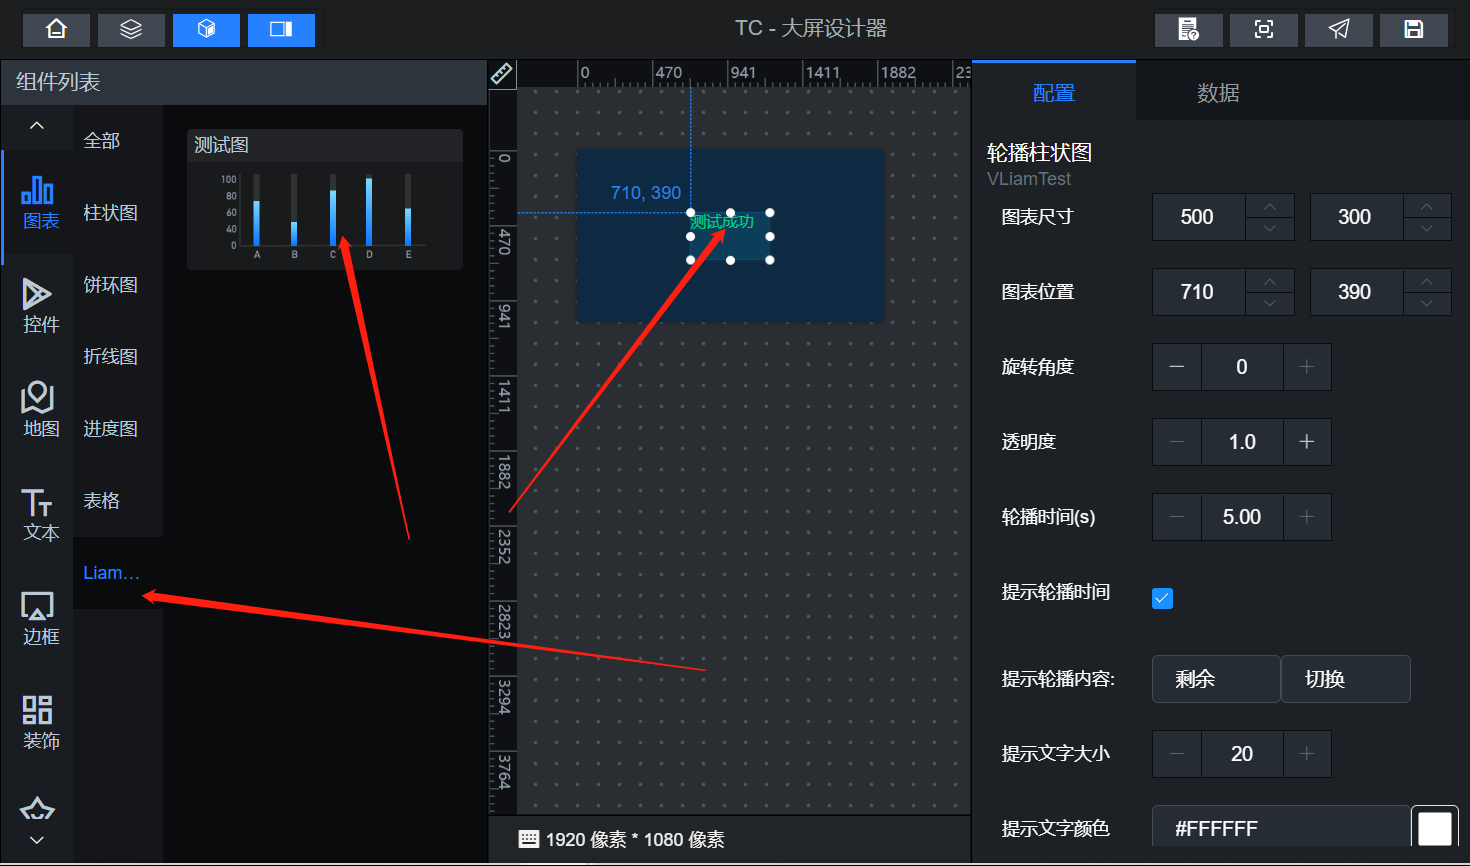 TC - 大屏设计器
组件列表
全部
柱状图
饼环图
折线图
进度图
表格
Liam…
图表
控件
地图
文本
边框
装饰
测试图
100
80
60
40
20
0
A B C D E
0 470 941 1411 1882 23
0
470
941
1411
1882
2352
2823
3294
3764
710, 390
测试成功
1920 像素 * 1080 像素
配置 数据
轮播柱状图
VLiamTest
图表尺寸 500 300
图表位置 710 390
旋转角度 0
透明度 1.0
轮播时间(s) 5.00
提示轮播时间
提示轮播内容: 剩余 切换
提示文字大小 20
提示文字颜色 #FFFFFF